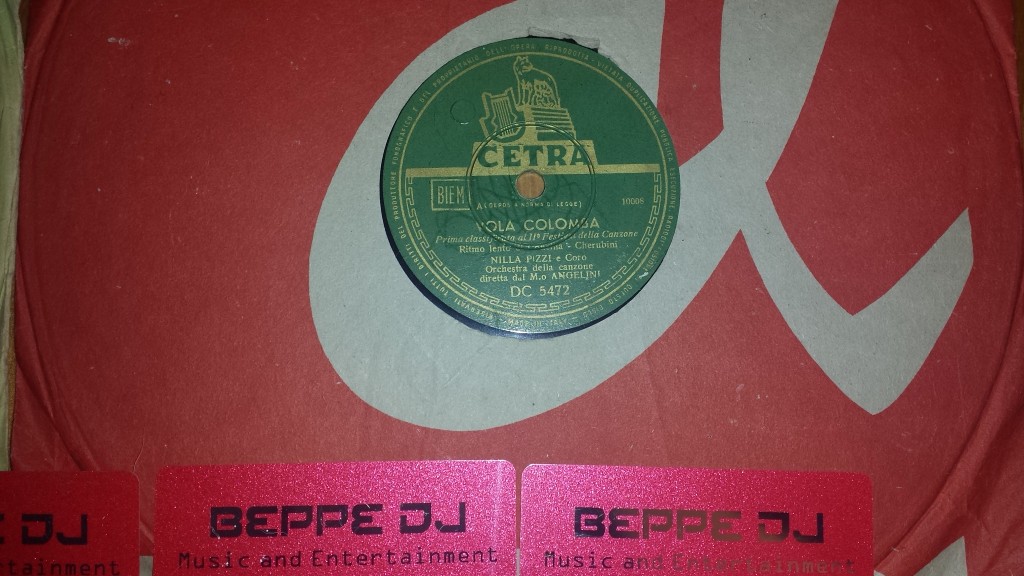 CETRA
BIEM
(DEPOS. A NORMA DI LEGGE)
10008
VOLA COLOMBA
Prima classificata al IIº Festival della Canzone
Ritmo lento - Cherubini
NILLA PIZZI e Coro
Orchestra della canzone
diretta dal M.o ANGELINI
DC 5472
E DJ
BEPPE DJ
BEPPE DJ
tertainment
Music and Entertainment
Music and Entertainment